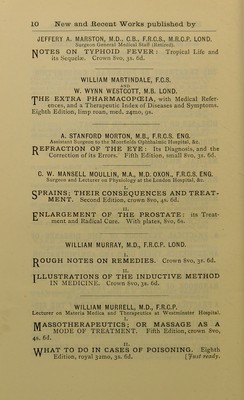 10 New and Recent Works published by
JEFFERY A. MARSTON, M.D., C.B., F.R.C.S., M.R.C.P. LOND.
Surgeon General Medical Staff (Retired).
NOTES ON TYPHOID FEVER: Tropical Life and
its Sequelæ. Crown 8vo, 3s. 6d.
WILLIAM MARTINDALE, F.C.S.
AND
W. WYNN WESTCOTT, M.B. LOND.
THE EXTRA PHARMACOPŒIA, with Medical Refer-
ences, and a Therapeutic Index of Diseases and Symptoms.
Eighth Edition, limp roan, med. 24mo, 9s.
A. STANFORD MORTON, M.B., F.R.C.S. ENG.
Assistant Surgeon to the Moorfields Ophthalmic Hospital, &c.
REFRACTION OF THE EYE: Its Diagnosis, and the
Correction of its Errors. Fifth Edition, small 8vo, 3s. 6d.
C. W. MANSELL MOULLIN, M.A., M.D. OXON., F.R.C.S. ENG.
Surgeon and Lecturer on Physiology at the London Hospital, &c.
I.
SPRAINS; THEIR CONSEQUENCES AND TREAT-
MENT. Second Edition, crown 8vo, 4s. 6d.
II.
ENLARGEMENT OF THE PROSTATE: its Treat-
ment and Radical Cure. With plates, 8vo, 6s.
WILLIAM MURRAY, M.D., F.R.C.P. LOND.
I.
ROUGH NOTES ON REMEDIES. Crown 8vo, 3s. 6d.
II.
ILLUSTRATIONS OF THE INDUCTIVE METHOD
IN MEDICINE. Crown 8vo, 3s. 6d.
WILLIAM MURRELL, M.D., F.R.C.P.
Lecturer on Materia Medica and Therapeutics at Westminster Hospital.
I.
MASSOTHERAPEUTICS; OR MASSAGE AS A
MODE OF TREATMENT. Fifth Edition, crown 8vo,
4s. 6d.
II.
WHAT TO DO IN CASES OF POISONING. Eighth
Edition, royal 32mo, 3s. 6d. [Just ready.